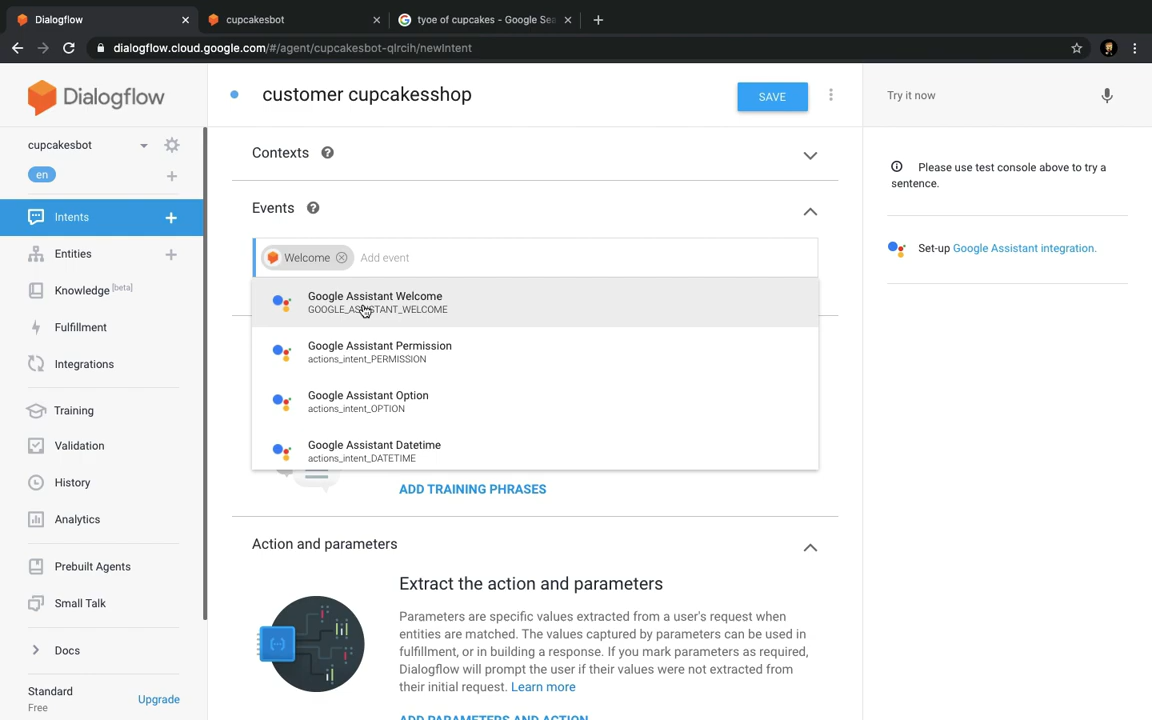 Dialogflow
cupcakesbot
tyoe of cupcakes - Google Sea
dialogflow.cloud.google.com/#/agent/cupcakesbot-qlrcih/newIntent
Dialogflow
customer cupcakesshop
SAVE
Try it now
cupcakesbot
en
Intents
Entities
Knowledge [beta]
Fulfillment
Integrations
Training
Validation
History
Analytics
Prebuilt Agents
Small Talk
Docs
Standard
Free
Upgrade
Contexts
Events
Welcome Add event
Google Assistant Welcome
GOOGLE_ASSISTANT_WELCOME
Google Assistant Permission
actions_intent_PERMISSION
Google Assistant Option
actions_intent_OPTION
Google Assistant Datetime
actions_intent_DATETIME
ADD TRAINING PHRASES
Action and parameters
Extract the action and parameters
Parameters are specific values extracted from a user's request when
entities are matched. The values captured by parameters can be used in
fulfillment, or in building a response. If you mark parameters as required,
Dialogflow will prompt the user if their values were not extracted from
their initial request. Learn more
ADD PARAMETERS AND ACTION
Please use test console above to try a
sentence.
Set-up Google Assistant integration.